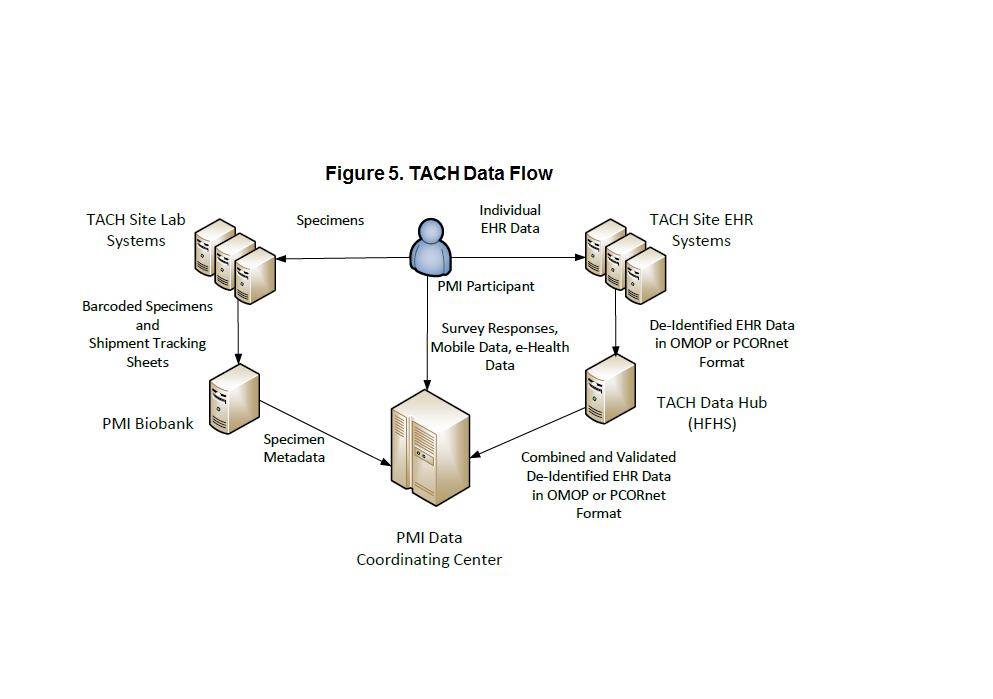 Figure 5. TACH Data Flow
TACH Site Lab
Systems
Specimens
Individual
EHR Data
TACH Site EHR
Systems
PMI Participant
Barcoded Specimens
and
Shipment Tracking
Sheets
Survey Responses,
Mobile Data, e-Health
Data
De-Identified EHR Data
in OMOP or PCORnet
Format
PMI Biobank
Specimen
Metadata
TACH Data Hub
(HFHS)
Combined and Validated
De-Identified EHR Data
in OMOP or PCORnet
Format
PMI Data
Coordinating Center